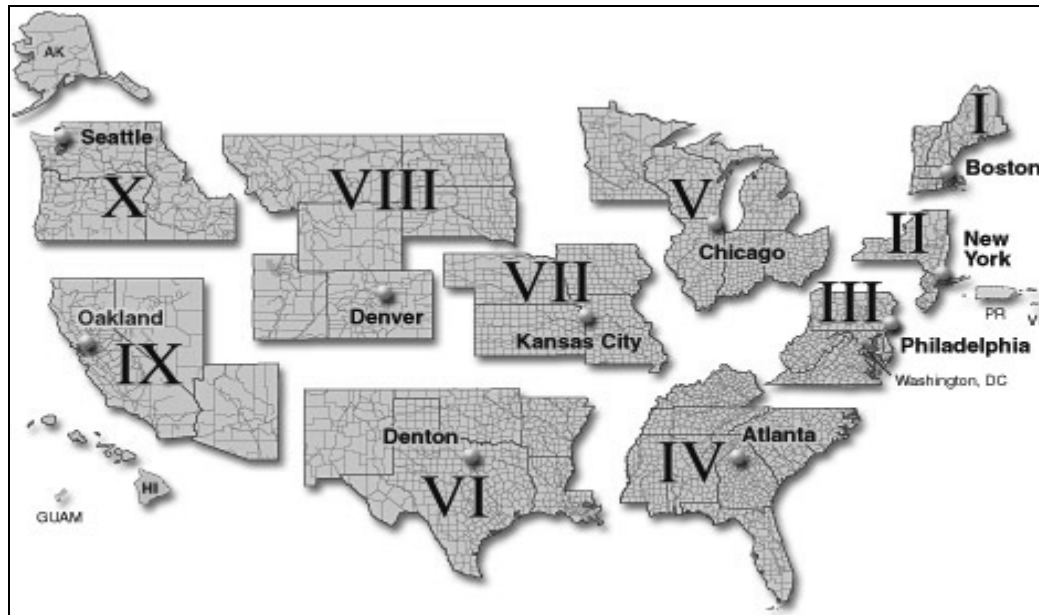 AK
Seattle
X
VIII
V
I
Boston
II
New
York
Chicago
VII
III
PR
V
Oakland
IX
Denver
Kansas City
Philadelphia
Washington, DC
Denton
VI
IV
Atlanta
HI
GUAM